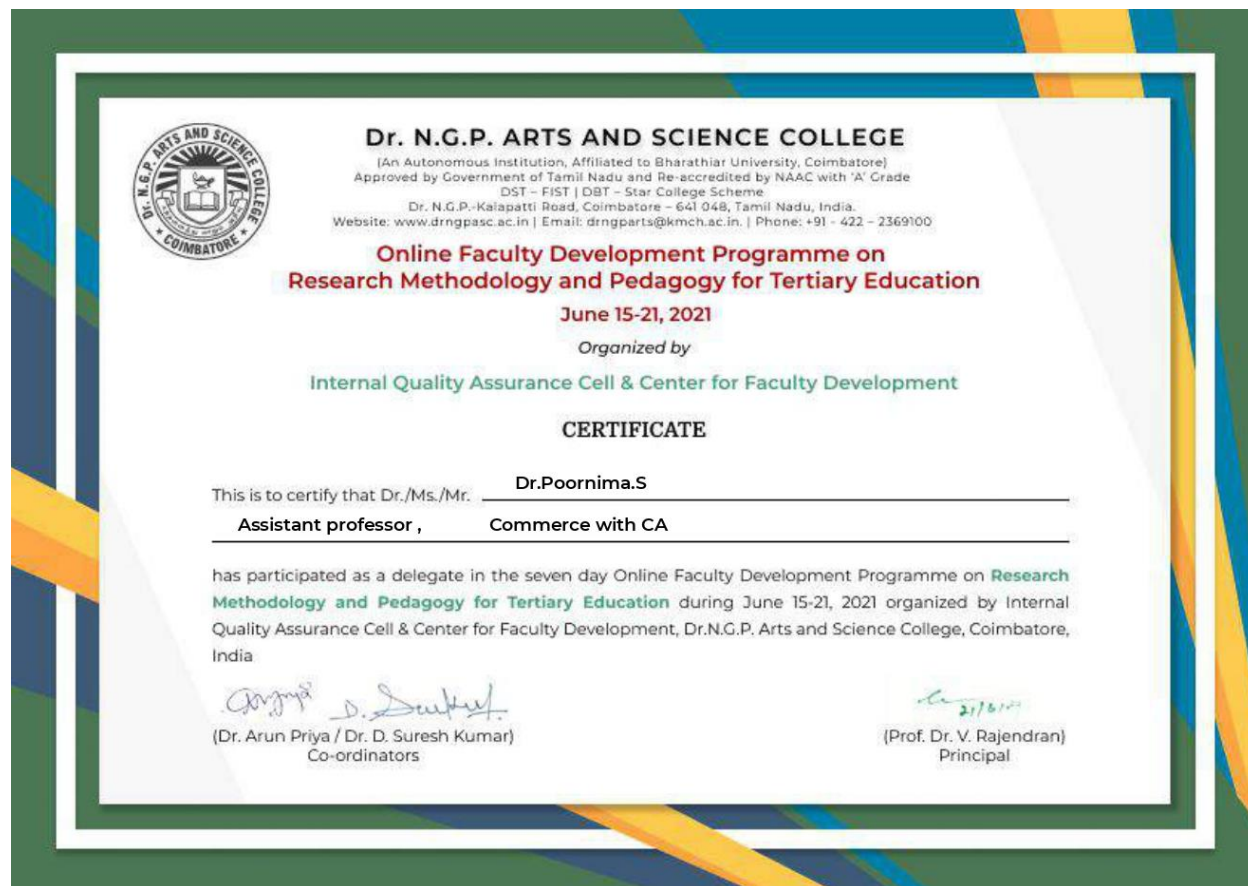 Dr. N.G.P. ARTS AND SCIENCE COLLEGE
COIMBATORE
Dr. N.G.P. ARTS AND SCIENCE COLLEGE
(An Autonomous Institution, Affiliated to Bharathiar University, Coimbatore)
Approved by Government of Tamil Nadu and Re-accredited by NAAC with 'A' Grade
DST – FIST | DBT – Star College Scheme
Dr. N.G.P.-Kalapatti Road, Coimbatore – 641 048, Tamil Nadu, India.
Website: www.drngpasc.ac.in | Email: drngparts@kmch.ac.in. | Phone: +91 - 422 – 2369100
Online Faculty Development Programme on
Research Methodology and Pedagogy for Tertiary Education
June 15-21, 2021
Organized by
Internal Quality Assurance Cell & Center for Faculty Development
CERTIFICATE
This is to certify that Dr./Ms./Mr. Dr.Poornima.S
Assistant professor , Commerce with CA
has participated as a delegate in the seven day Online Faculty Development Programme on Research
Methodology and Pedagogy for Tertiary Education during June 15-21, 2021 organized by Internal
Quality Assurance Cell & Center for Faculty Development, Dr.N.G.P. Arts and Science College, Coimbatore,
India
(Dr. Arun Priya / Dr. D. Suresh Kumar)
Co-ordinators
(Prof. Dr. V. Rajendran)
Principal